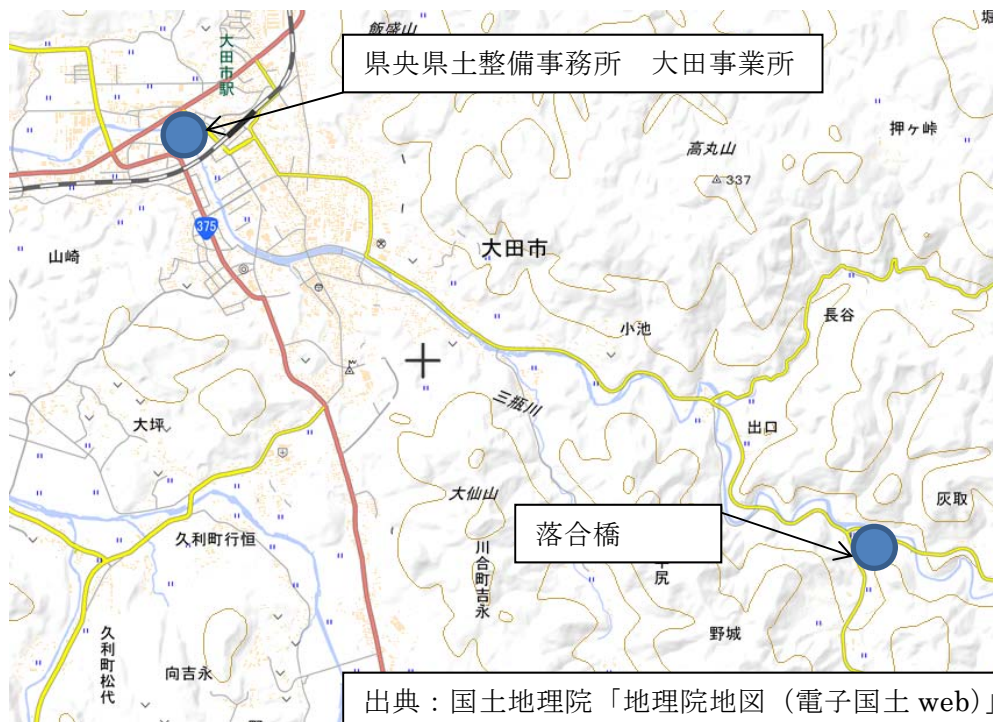 飯盛山
大田市駅
県央県土整備事務所 大田事業所
押ヶ峠
高丸山
337
375
山崎
大田市
小池
長谷
三瓶川
大坪
出口
大仙山
灰取
落合橋
久利町行恒
川合町吉永
尻
野城
久利町松代
向吉永
出典：国土地理院「地理院地図（電子国土 web）」